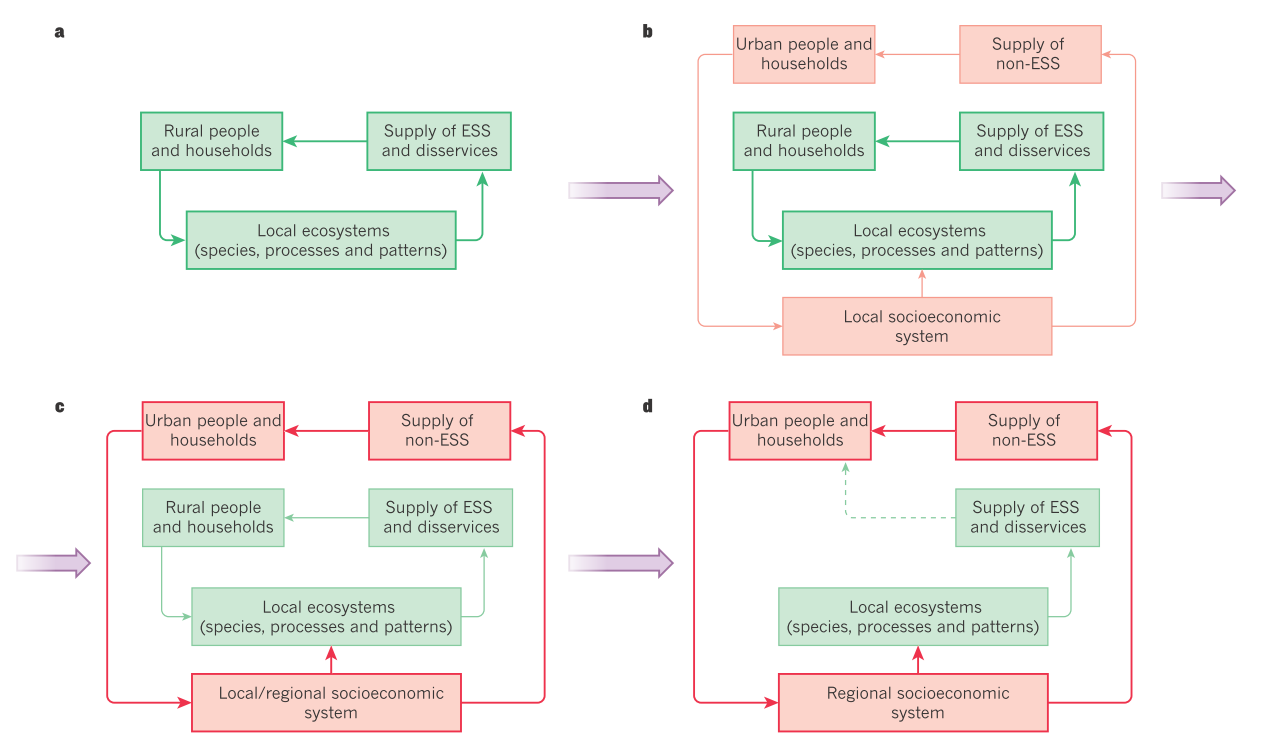 a
Rural people
and households
Supply of ESS
and disservices
Local ecosystems
(species, processes and patterns)
b
Urban people and
households
Supply of
non-ESS
Rural people
and households
Supply of ESS
and disservices
Local ecosystems
(species, processes and patterns)
Local socioeconomic
system
c
Urban people and
households
Supply of
non-ESS
Rural people
and households
Supply of ESS
and disservices
Local ecosystems
(species, processes and patterns)
Local/regional socioeconomic
system
d
Urban people and
households
Supply of
non-ESS
Supply of ESS
and disservices
Local ecosystems
(species, processes and patterns)
Regional socioeconomic
system